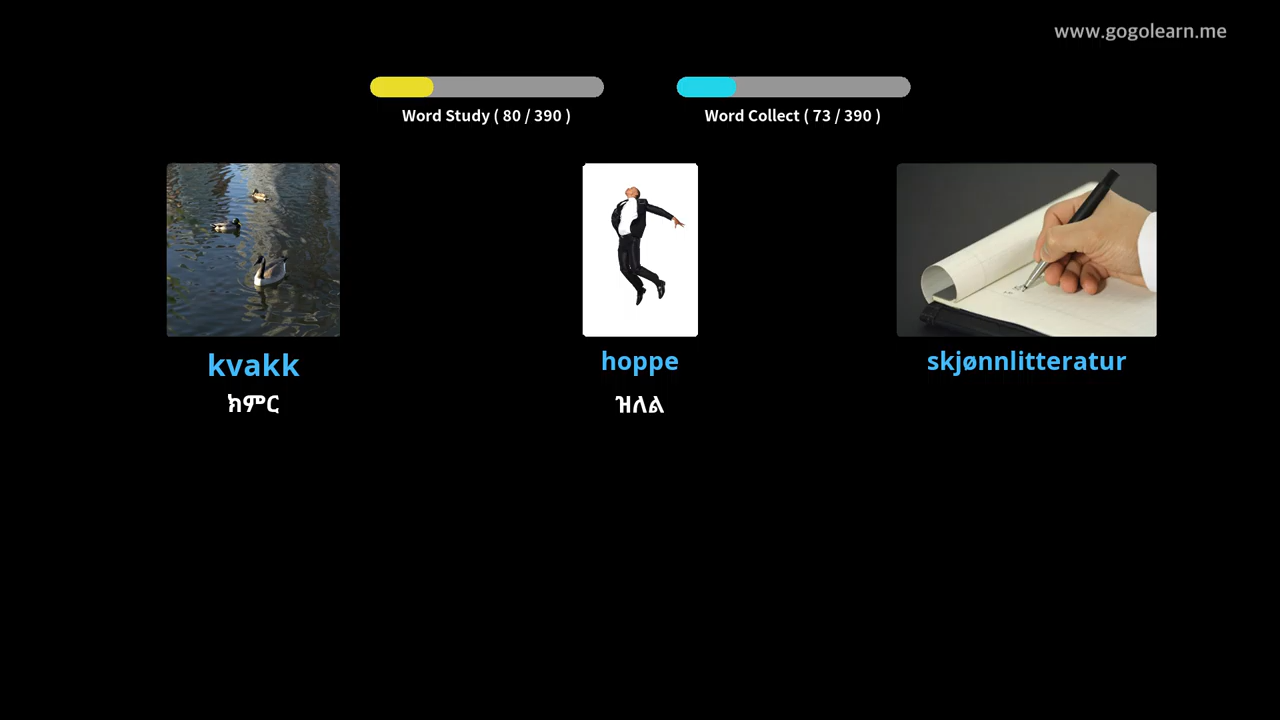 www.gogolearn.me
Word Study ( 80 / 390 )
Word Collect ( 73 / 390 )
kvakk
ክምር
hoppe
ዝለል
skjønnlitteratur